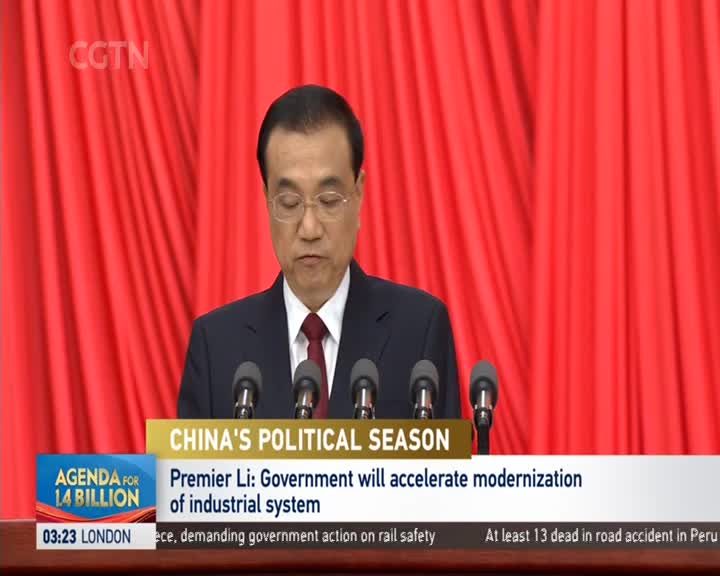 CGTN
CHINA'S POLITICAL SEASON
AGENDA FOR
1.4 BILLION
Premier Li: Government will accelerate modernization
of industrial system
03:23 LONDON
ece, demanding government action on rail safety At least 13 dead in road accident in Peru